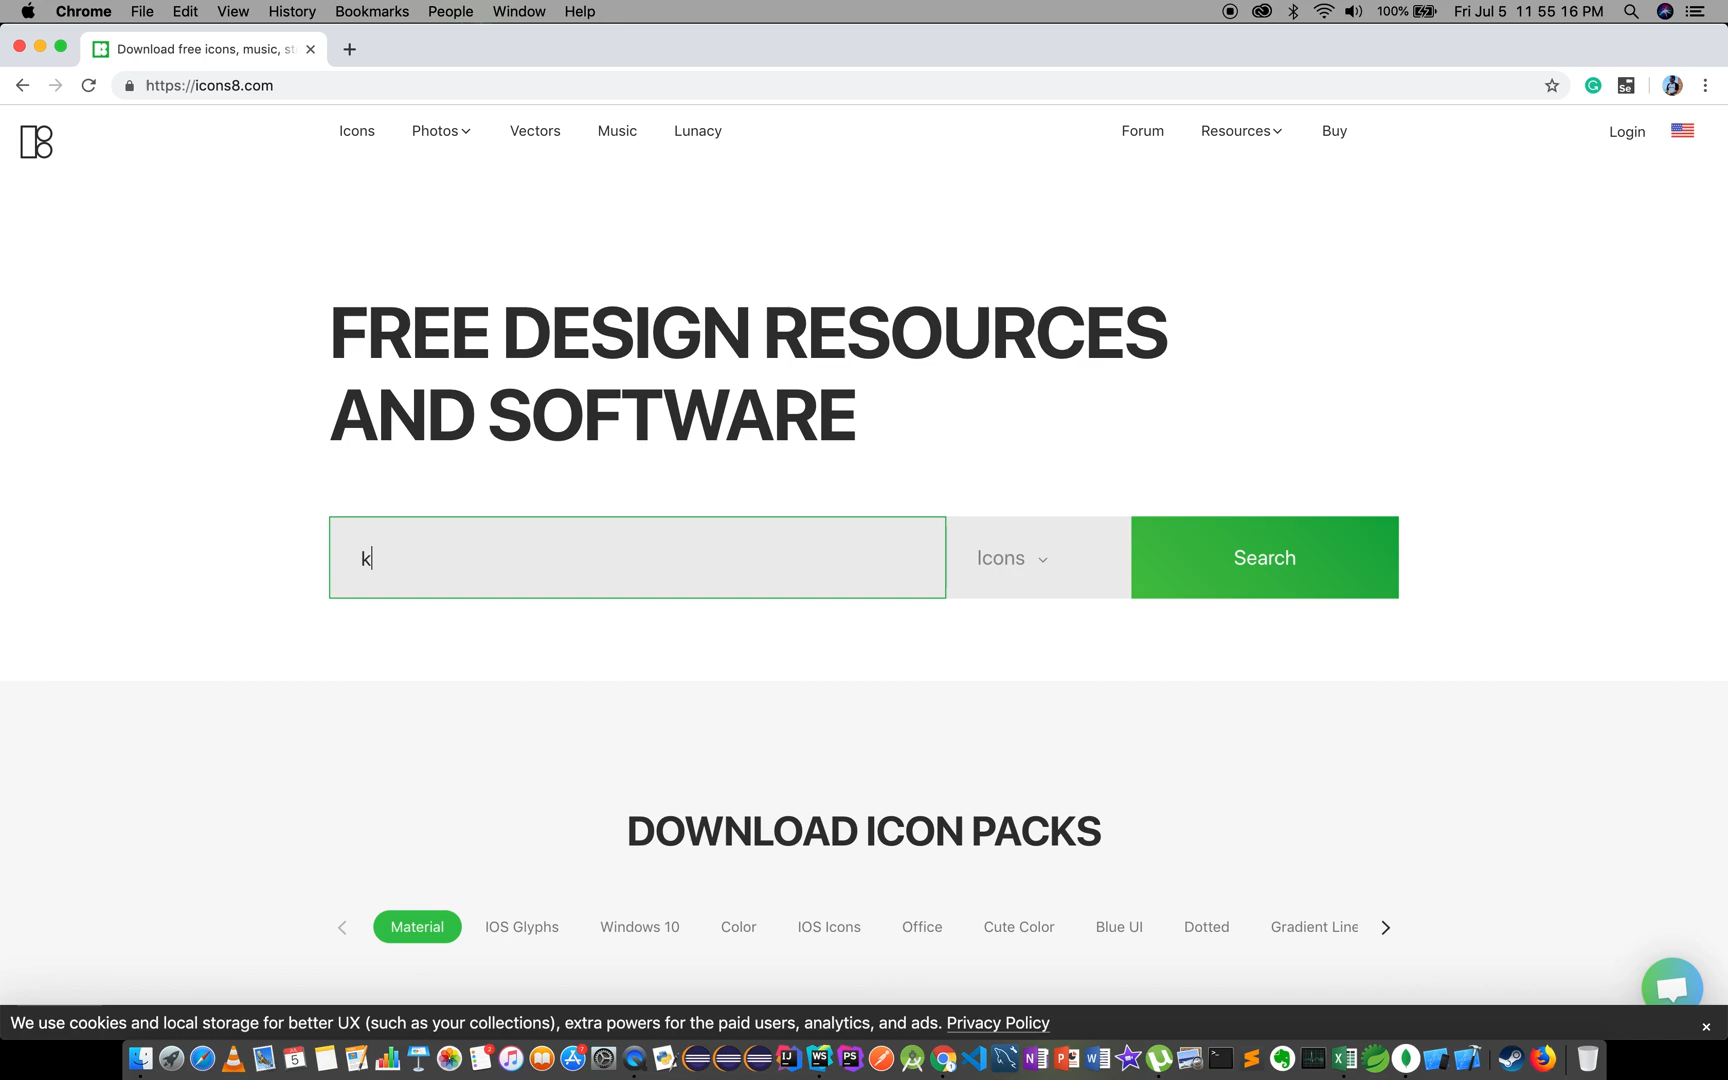 Chrome File Edit View History Bookmarks People Window Help 100% Fri Jul 5 11 55 16 PM
Download free icons, music, st
https://icons8.com
Icons Photos Vectors Music Lunacy Forum Resources Buy Login
FREE DESIGN RESOURCES
AND SOFTWARE
k Icons Search
DOWNLOAD ICON PACKS
Material IOS Glyphs Windows 10 Color IOS Icons Office Cute Color Blue UI Dotted Gradient Line
We use cookies and local storage for better UX (such as your collections), extra powers for the paid users, analytics, and ads. Privacy Policy